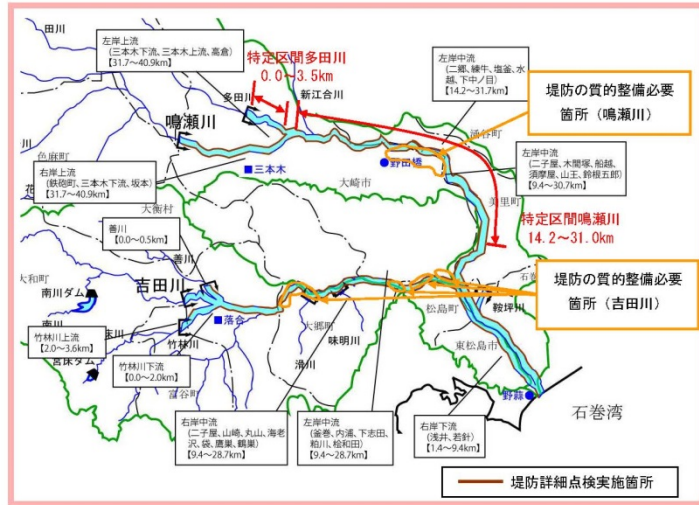 田川
左岸上流
(三本木下流、三本木上流、高倉)
【31.7～40.9km】
特定区間多田川
0.0～3.5km
多田川
新江合川
左岸中流
(二郷、練牛、塩釜、水越、下中ノ目)
【14.2～31.7km】
堤防の質的整備必要
箇所（鳴瀬川）
鳴瀬川
涌谷町
色麻町
三本木
野田橋
右岸上流
(鉄砲町、三本木下流、坂本)
【31.7～40.9km】
大崎市
左岸中流
(二子屋、木間塚、船越、須摩屋、山王、鈴根五郎)
【9.4～30.7km】
美里町
大衡村
善川
【0.0～0.5km】
特定区間鳴瀬川
14.2～31.0km
善川
大和町
吉田川
南川ダム
堤防の質的整備必要
箇所（吉田川）
松島町
鞍坪川
落合
大郷町
味明川
竹林川上流
【2.0～3.6km】
竹林川
滑川
東松島市
宮床ダム
竹林川下流
【0.0～2.0km】
富谷町
野蒜
石巻湾
右岸中流
(二子屋、山崎、丸山、海老沢、袋、鷹巣、鶴巣)
【9.4～28.7km】
左岸中流
(釜巻、内浦、下志田、粕川、桧和田)
【9.4～28.7km】
右岸下流
(浅井、若針)
【1.4～9.4km】
堤防詳細点検実施箇所